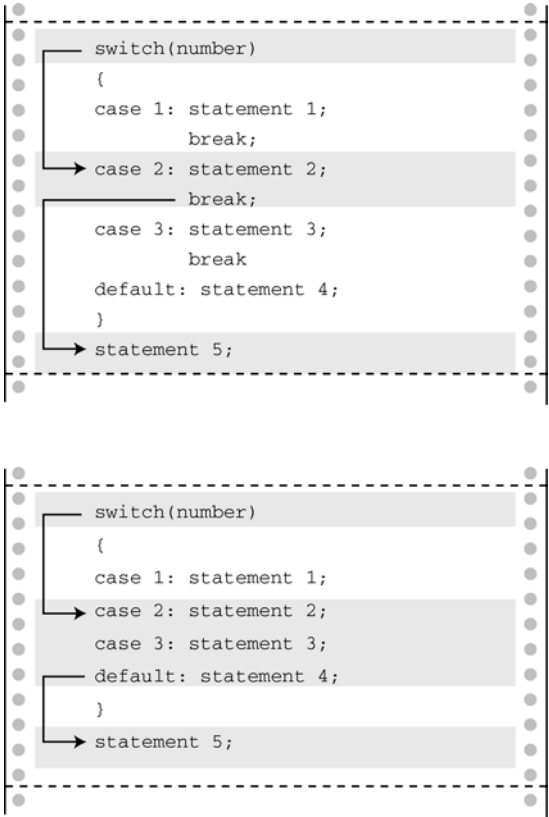 switch(number)
{
case 1: statement 1;
break;
case 2: statement 2;
break;
case 3: statement 3;
break
default: statement 4;
}
statement 5;
switch(number)
{
case 1: statement 1;
case 2: statement 2;
case 3: statement 3;
default: statement 4;
}
statement 5;